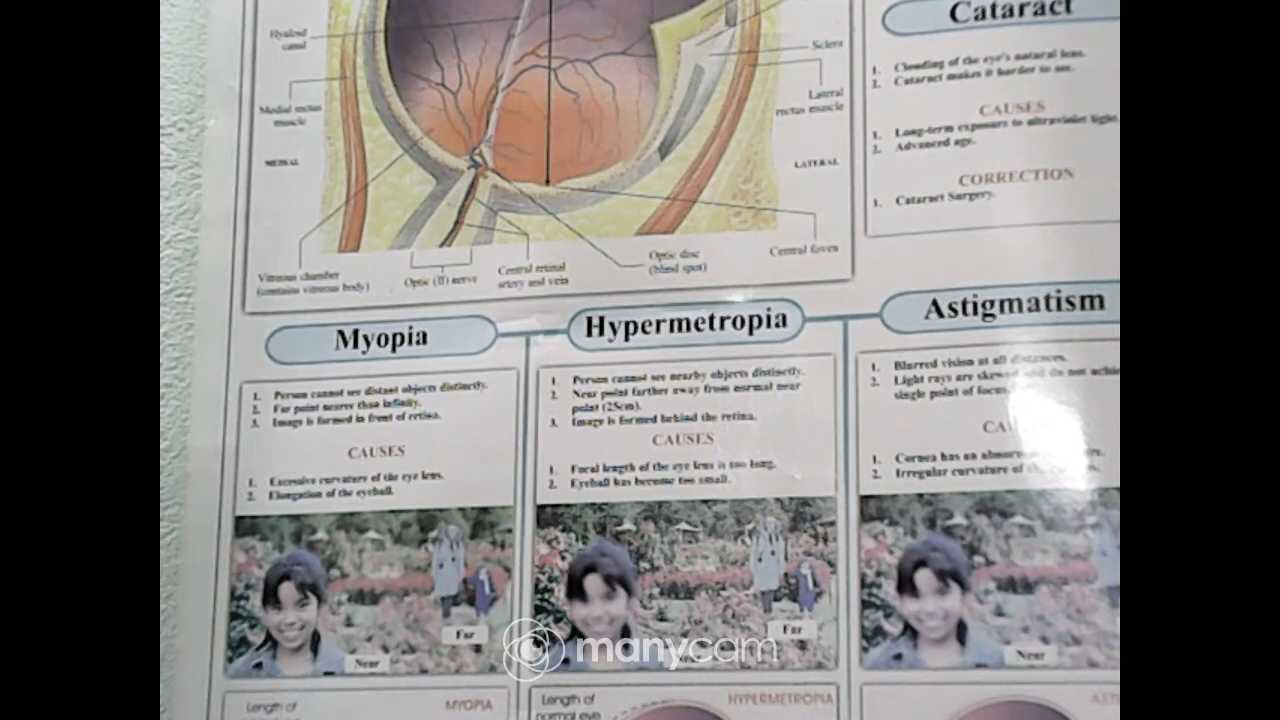 Hyaloid
canal
Medial rectus
muscle
MEDIAL
Sclera
Lateral
rectus muscle
LATERAL
Vitreous chamber
(contains vitreous body)
Optic (II) nerve
Central retinal
artery and vein
Optic disc
(blind spot)
Central fovea
Cataract
1. Clouding of the eye's natural lens.
2. Cataract makes it harder to see.
CAUSES
1. Long-term exposure to ultraviolet light.
2. Advanced age.
CORRECTION
1. Cataract Surgery.
Myopia
1. Person cannot see distant objects distinctly.
2. Far point nearer than infinity.
3. Image is formed in front of retina.
CAUSES
1. Excessive curvature of the eye lens.
2. Elongation of the eyeball.
Far
Near
Length of
MYOPIA
Hypermetropia
1. Person cannot see nearby objects distinctly.
2. Near point farther away from normal near
point (25cm).
3. Image is formed behind the retina.
CAUSES
1. Focal length of the eye lens is too long.
2. Eyeball has become too small.
Far
manycam
Length of
normal eye
HYPERMETROPIA
Astigmatism
1. Blurred vision at all distances.
2. Light rays are skewed and do not
single point of focus.
1. Cornea has an
2. Irregular curvature of
Near